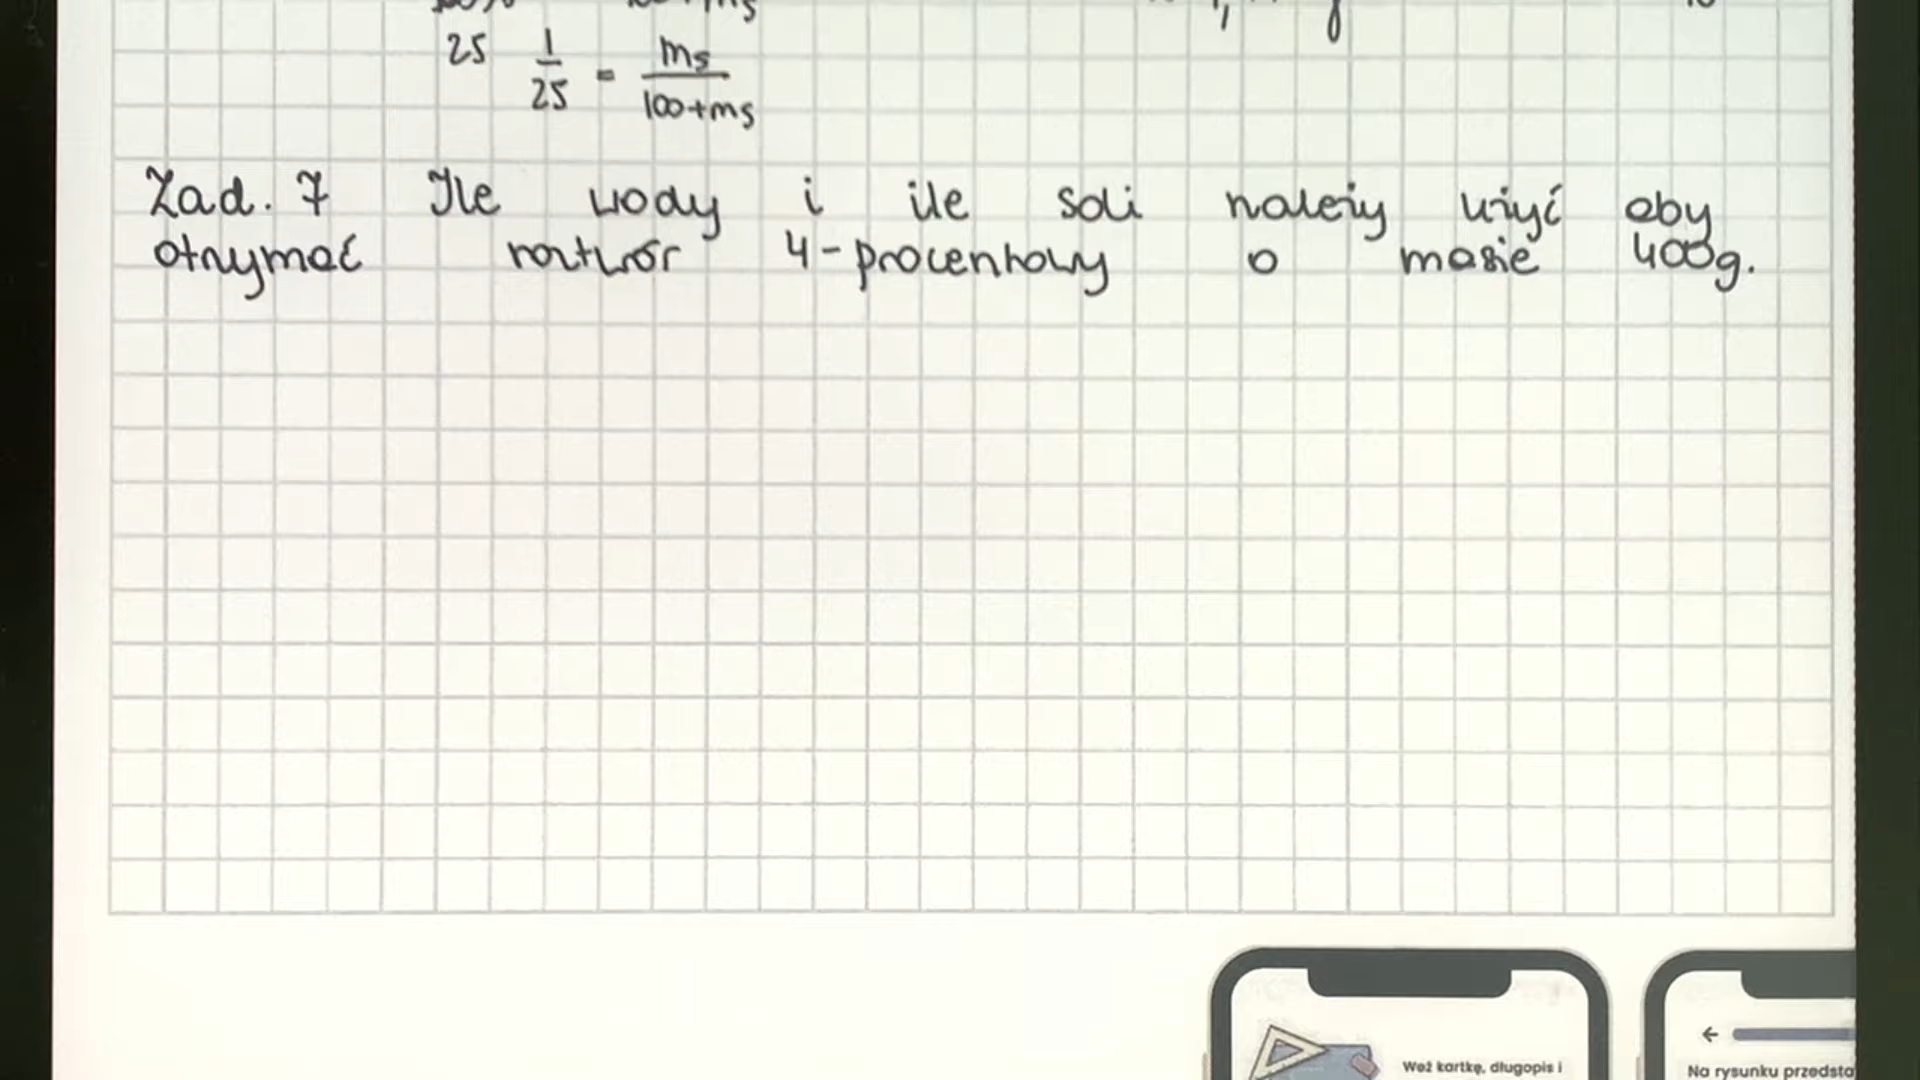 25 1/25 = ms/100+ms
Zad. 7 Ile wody i ile soli należy użyć aby
otrzymać roztwór 4-procentowy o masie 400g.
Weź kartkę, długopis i
←
Na rysunku przedsta